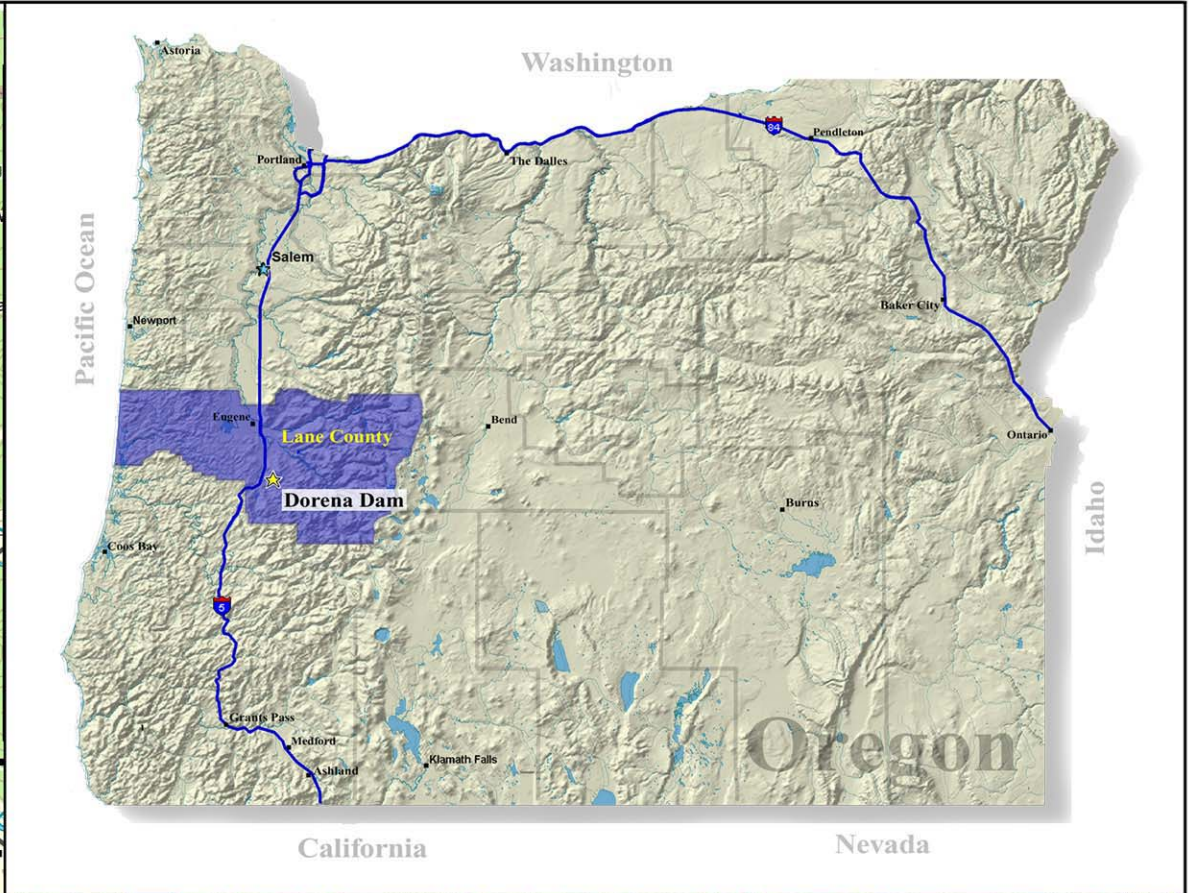 Washington
Astoria
84
Pendleton
Portland
The Dalles
Pacific Ocean
Salem
Baker City
Newport
Eugene
Lane County
Bend
Ontario
Dorena Dam
Burns
Idaho
Coos Bay
5
Grants Pass
Medford
Oregon
Klamath Falls
Ashland
California
Nevada